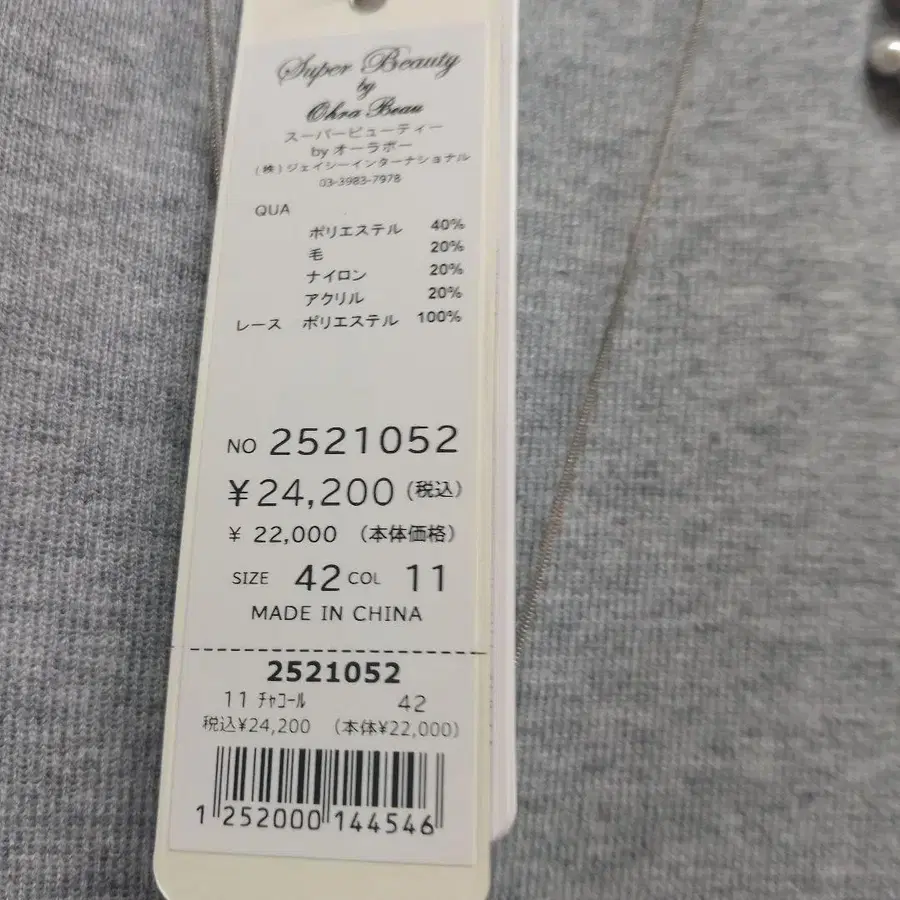 Super Beauty
by
Ohra Beau
スーパービューティー
by オーラボー
(株)ジェイシーインターナショナル
03-3983-7978
QUA
ポリエステル 40%
毛 20%
ナイロン 20%
アクリル 20%
レース ポリエステル 100%
NO 2521052
¥24,200 (税込)
¥ 22,000 (本体価格)
SIZE 42 COL 11
MADE IN CHINA
2521052
11 ﾁｬｺｰﾙ 42
税込¥24,200 (本体¥22,000)
1 252000 144546